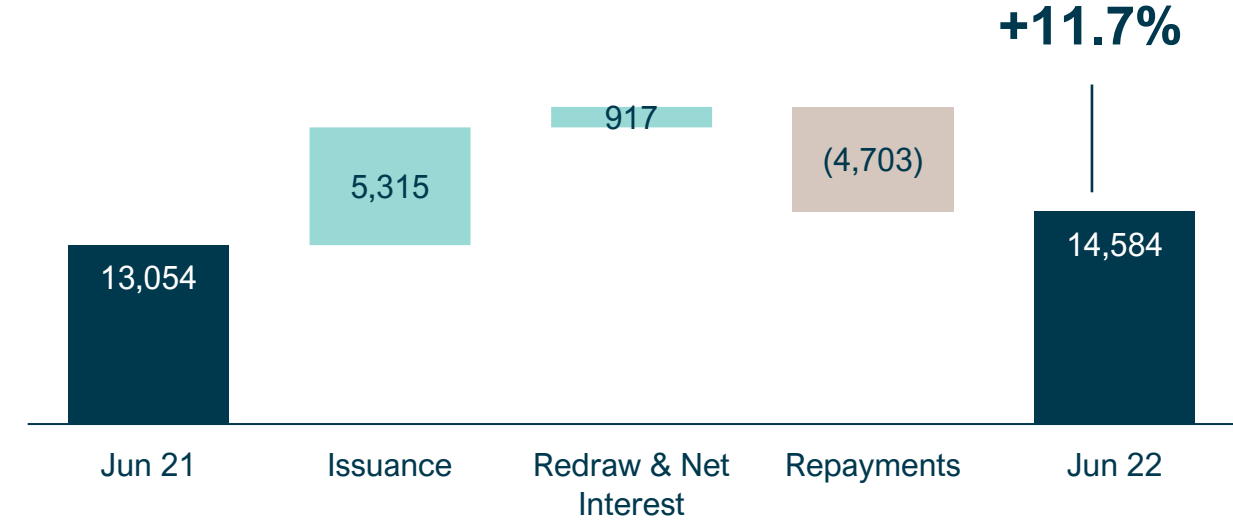 +11.7%
917
(4,703)
5,315
14,584
13,054
Jun 21
Issuance
Redraw & Net
Interest
Repayments
Jun 22